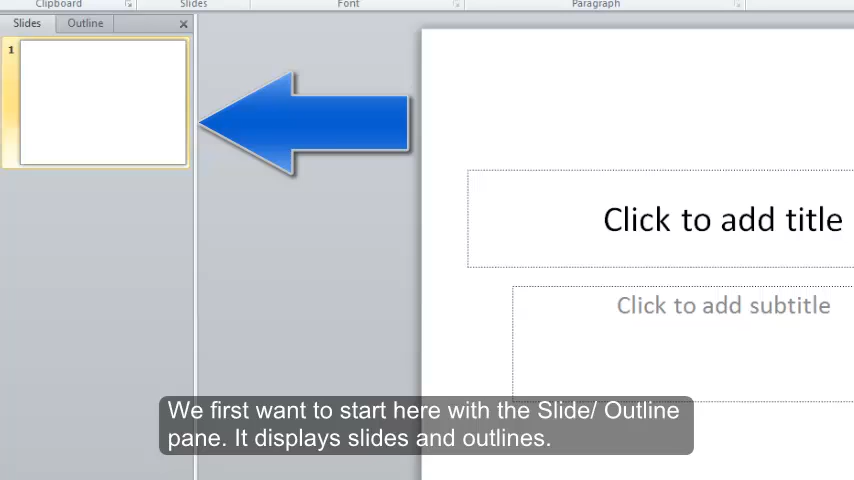 Clipboard
Slides
Font
Paragraph
Slides
Outline
1
Click to add title
Click to add subtitle
We first want to start here with the Slide/ Outline
pane. It displays slides and outlines.